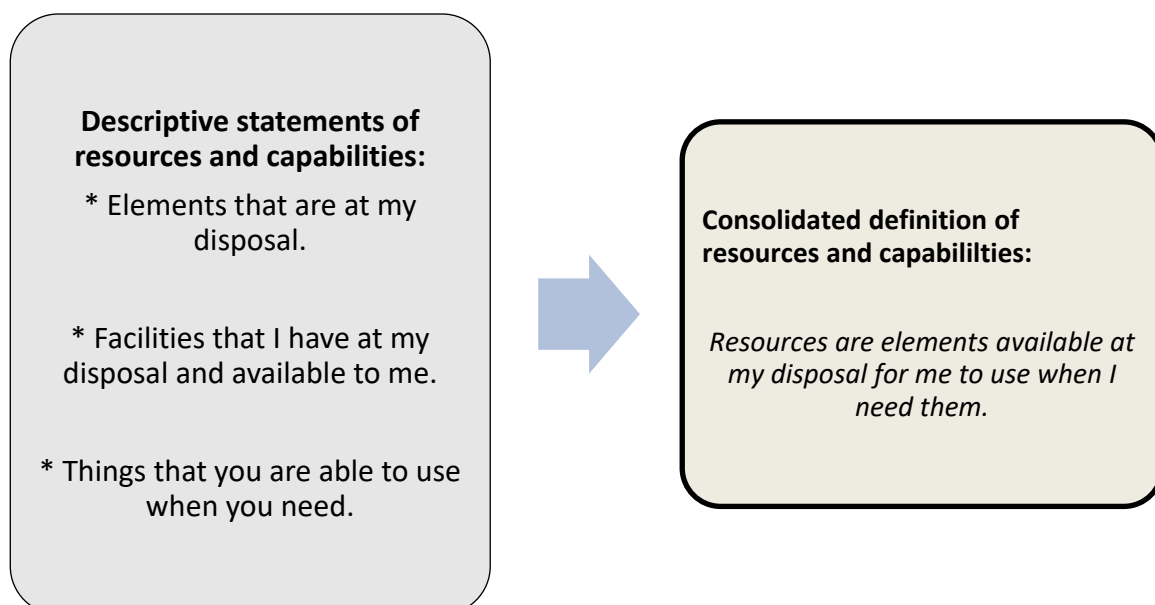 Descriptive statements of
resources and capabilities:
* Elements that are at my
disposal.
* Facilities that I have at my
disposal and available to me.
* Things that you are able to use
when you need.
Consolidated definition of
resources and capabililties:
Resources are elements available at
my disposal for me to use when I
need them.